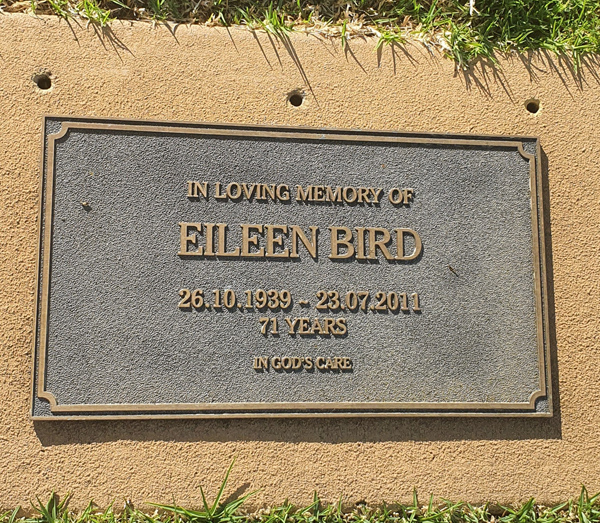 IN LOVING MEMORY OF
EILEEN BIRD
26.10.1939 ~ 23.07.2011
71 YEARS
IN GOD'S CARE